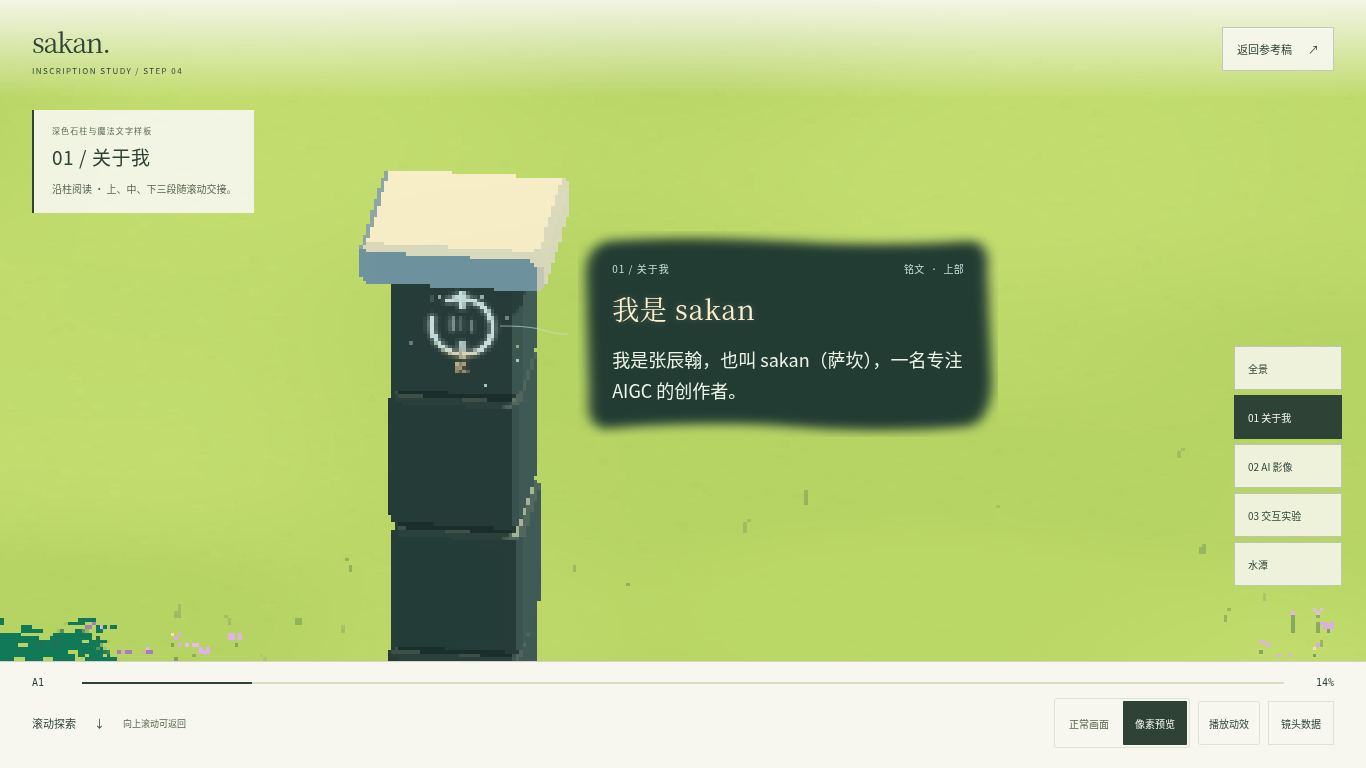 sakan.
INSCRIPTION STUDY / STEP 04
返回参考稿 ↗
深色石柱与魔法文字样板
01 / 关于我
沿柱阅读 · 上、中、下三段随滚动交接。
01 / 关于我
铭文 · 上部
我是 sakan
我是张辰翰，也叫 sakan（萨坎），一名专注
AIGC 的创作者。
全景
01 关于我
02 AI 影像
03 交互实验
水潭
A1
14%
滚动探索 ↓ 向上滚动可返回
正常画面
像素预览
播放动效
镜头数据